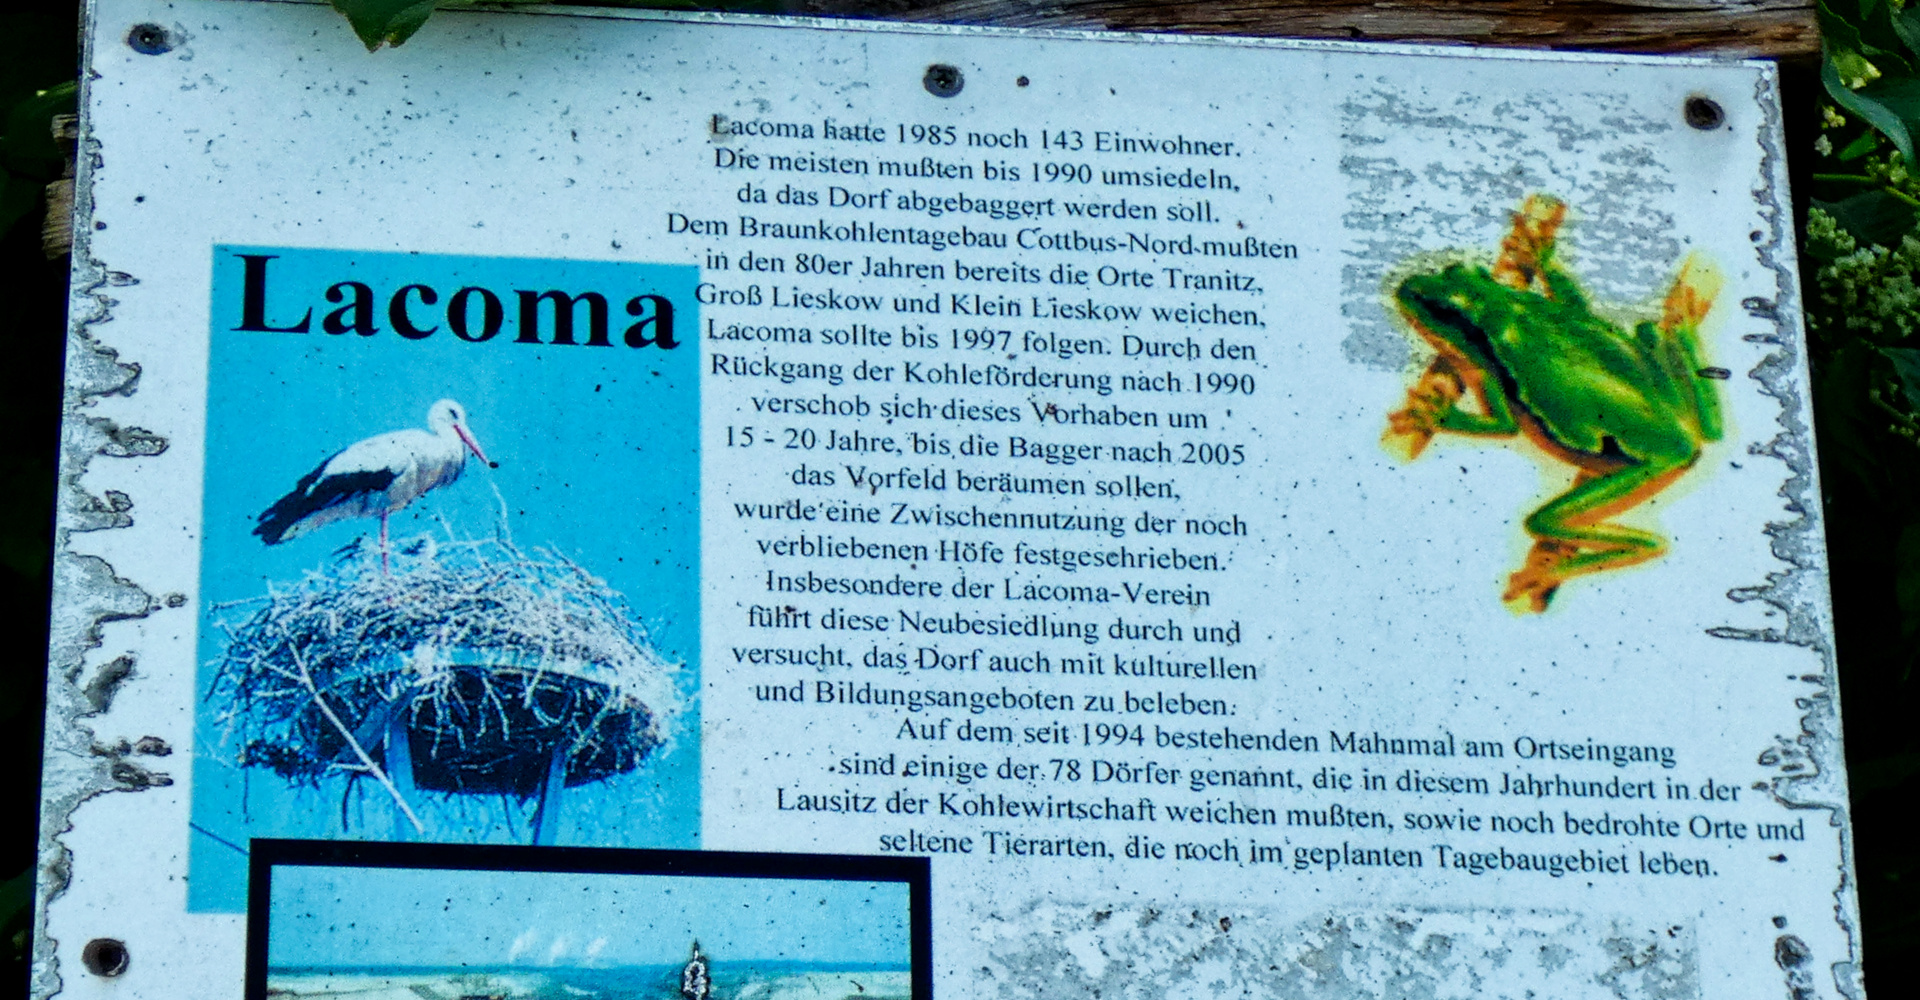 Lacoma
Lacoma hatte 1985 noch 143 Einwohner.
Die meisten mußten bis 1990 umsiedeln,
da das Dorf abgebaggert werden soll.
Dem Braunkohlentagebau Cottbus-Nord mußten
in den 80er Jahren bereits die Orte Tranitz,
Groß Lieskow und Klein Lieskow weichen,
Lacoma sollte bis 1997 folgen. Durch den
Rückgang der Kohleförderung nach 1990
verschob sich dieses Vorhaben um
15 - 20 Jahre, bis die Bagger nach 2005
das Vorfeld beräumen sollen,
wurde eine Zwischennutzung der noch
verbliebenen Höfe festgeschrieben.
Insbesondere der Lacoma-Verein
führt diese Neubesiedlung durch und
versucht, das Dorf auch mit kulturellen
und Bildungsangeboten zu beleben.
Auf dem seit 1994 bestehenden Mahnmal am Ortseingang
sind einige der 78 Dörfer genannt, die in diesem Jahrhundert in der
Lausitz der Kohlewirtschaft weichen mußten, sowie noch bedrohte Orte und
seltene Tierarten, die noch im geplanten Tagebaugebiet leben.